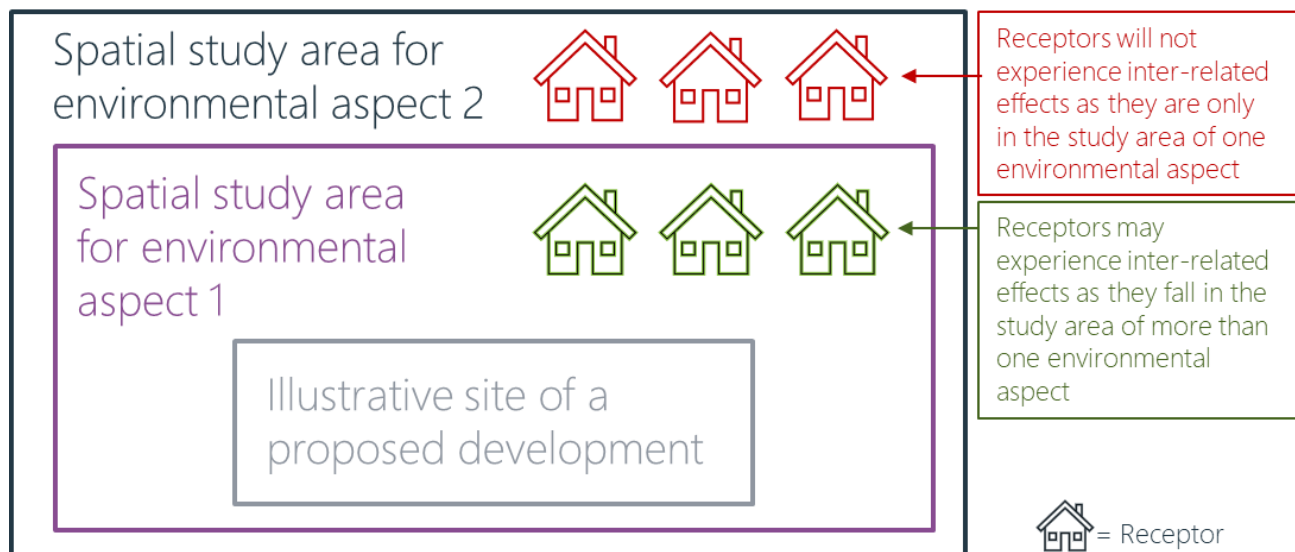 Spatial study area for
environmental aspect 2
Spatial study area
for environmental
aspect 1
Illustrative site of a
proposed development
Receptors will not
experience inter-related
effects as they are only
in the study area of one
environmental aspect
Receptors may
experience inter-related
effects as they fall in the
study area of more than
one environmental
aspect
= Receptor